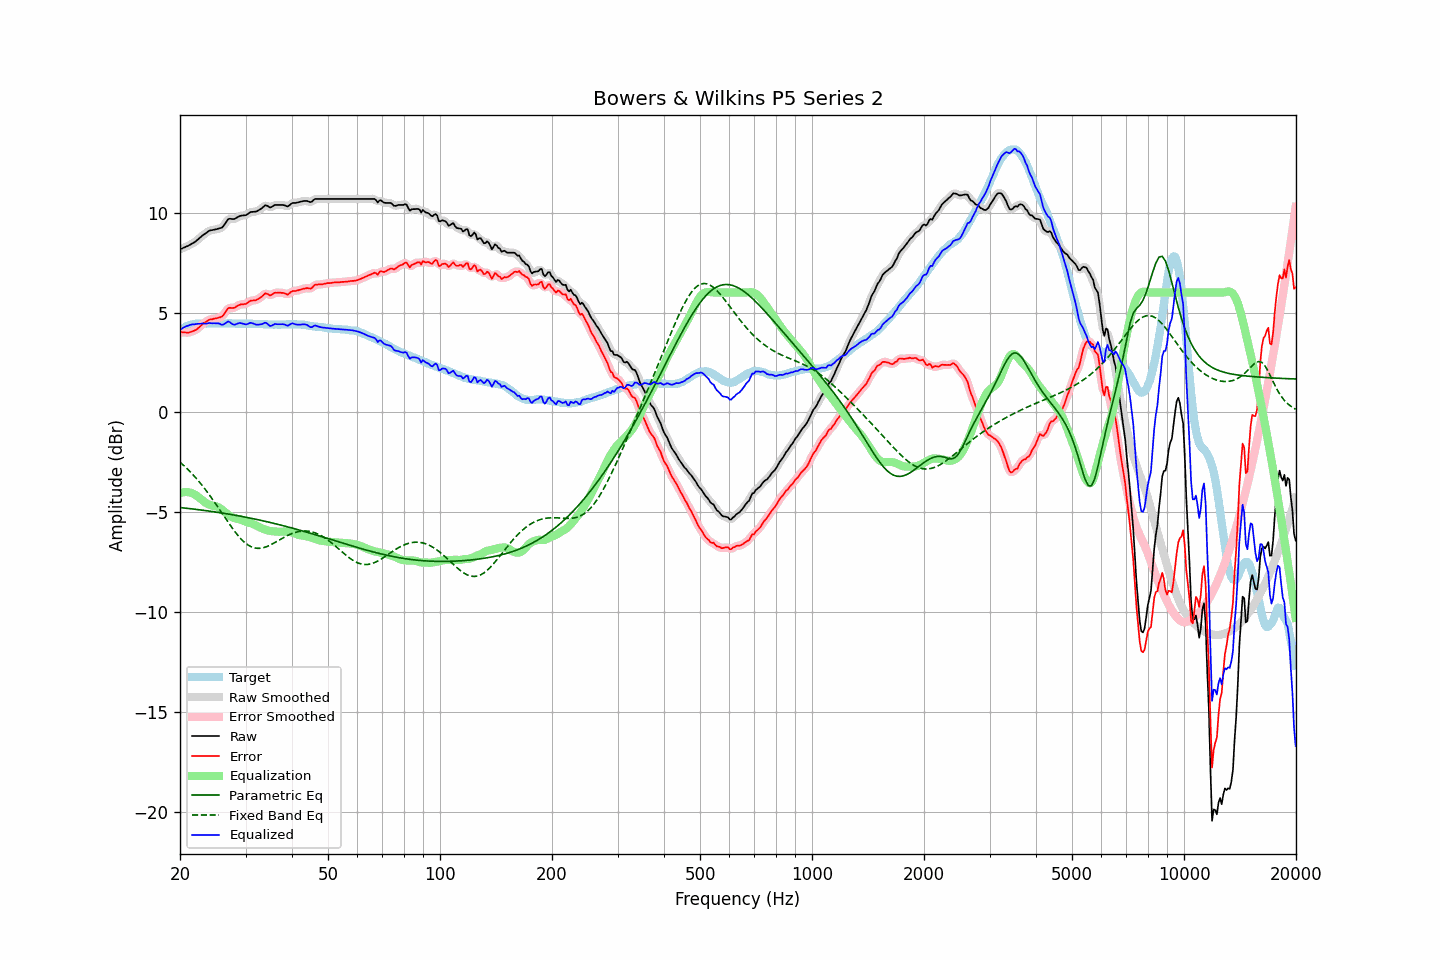 Bowers & Wilkins P5 Series 2
Amplitude (dBr)
10
5
0
−5
−10
−15
−20
Target
Raw Smoothed
Error Smoothed
Raw
Error
Equalization
Parametric Eq
Fixed Band Eq
Equalized
20 50 100 200 500 1000 2000 5000 10000 20000
Frequency (Hz)